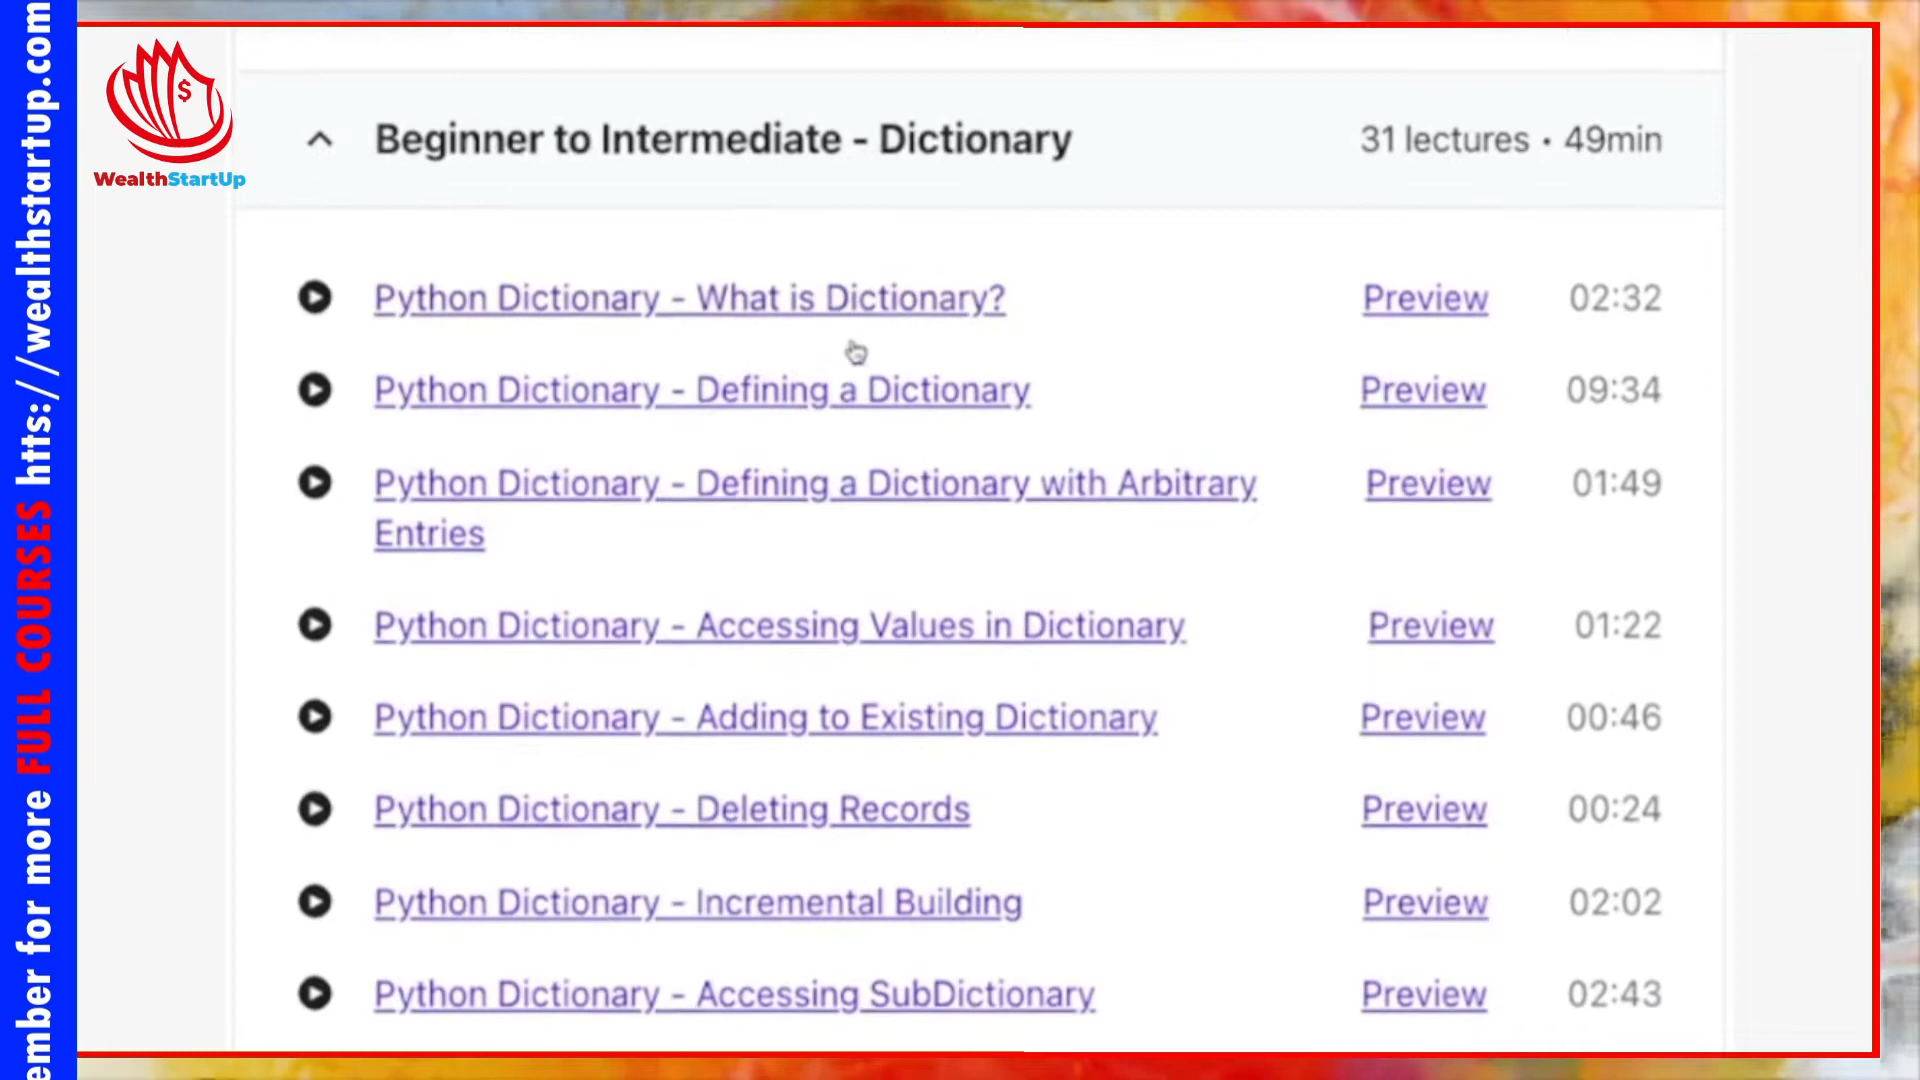 ember for more FULL COURSES htts://wealthstartup.com
$
WealthStartUp
Beginner to Intermediate - Dictionary 31 lectures • 49min
Python Dictionary - What is Dictionary? Preview 02:32
Python Dictionary - Defining a Dictionary Preview 09:34
Python Dictionary - Defining a Dictionary with Arbitrary Preview 01:49
Entries
Python Dictionary - Accessing Values in Dictionary Preview 01:22
Python Dictionary - Adding to Existing Dictionary Preview 00:46
Python Dictionary - Deleting Records Preview 00:24
Python Dictionary - Incremental Building Preview 02:02
Python Dictionary - Accessing SubDictionary Preview 02:43